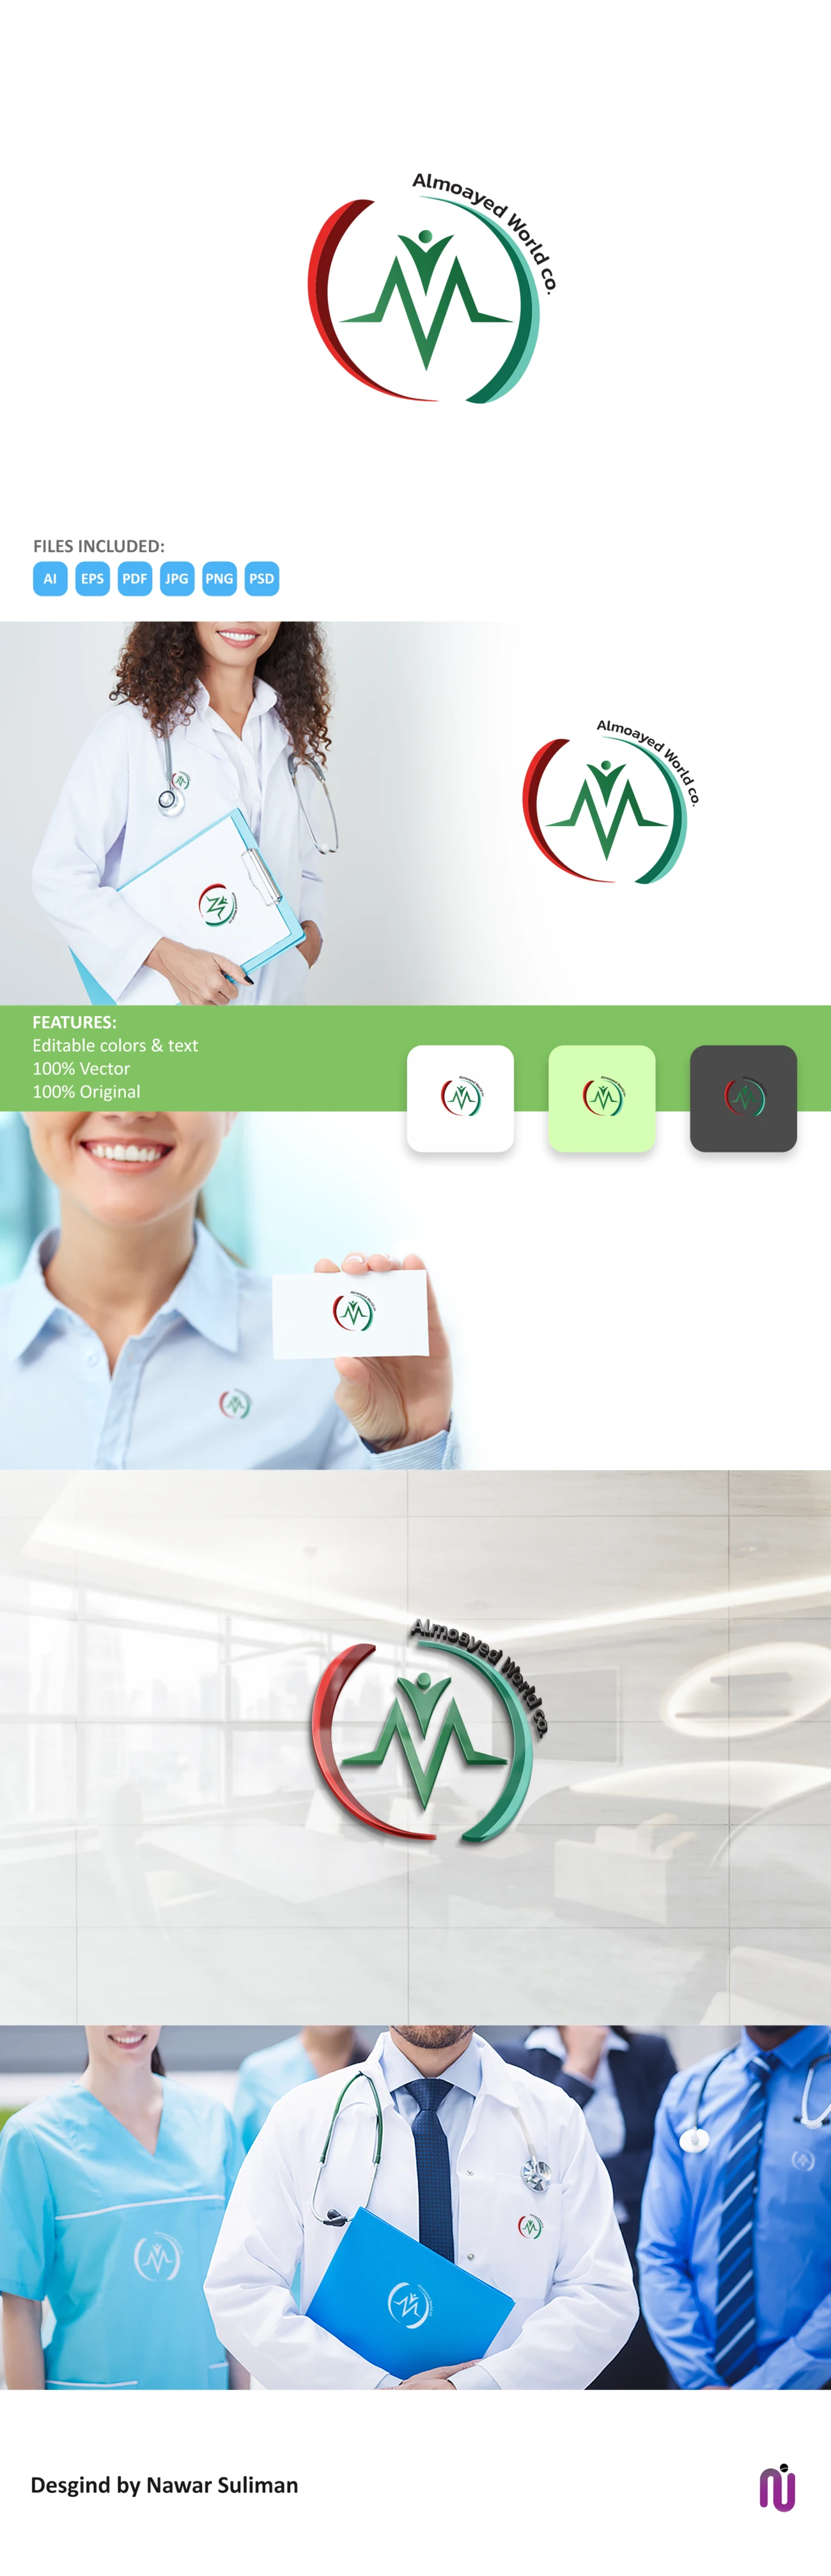 Almoayed World co.
FILES INCLUDED:
AI EPS PDF JPG PNG PSD
Almoayed World co.
FEATURES:
Editable colors & text
100% Vector
100% Original
Almoayed World co.
Desgind by Nawar Suliman